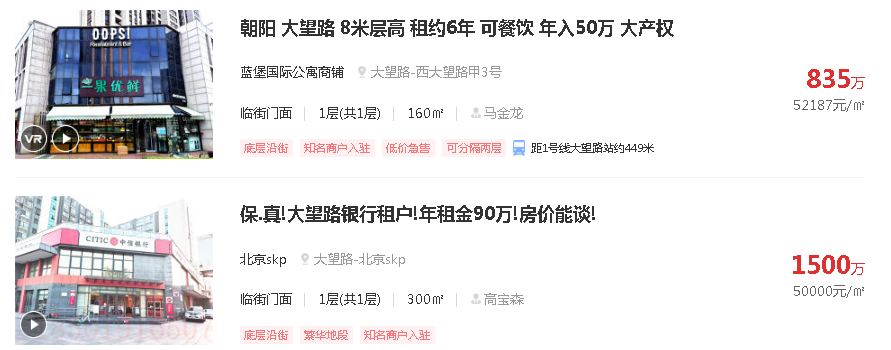 OOPS!
Restaurant & Bar
果优鲜
VR
朝阳 大望路 8米层高 租约6年 可餐饮 年入50万 大产权
蓝堡国际公寓商铺 大望路-西大望路甲3号
临街门面 1层(共1层) 160㎡ 马金龙
底层沿街 知名商户入驻 低价急售 可分隔两层 距1号线大望路站约449米
835万
52187元/㎡
CITIC 中信银行
保.真!大望路银行租户!年租金90万!房价能谈!
北京skp 大望路-北京skp
临街门面 1层(共1层) 300㎡ 高宝森
底层沿街 繁华地段 知名商户入驻
1500万
50000元/㎡